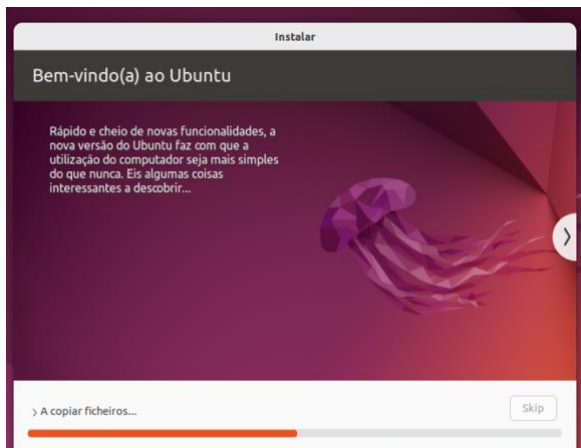 Instalar
Bem-vindo(a) ao Ubuntu
Rápido e cheio de novas funcionalidades, a
nova versão do Ubuntu faz com que a
utilização do computador seja mais simples
do que nunca. Eis algumas coisas
interessantes a descobrir...
A copiar ficheiros...
Skip